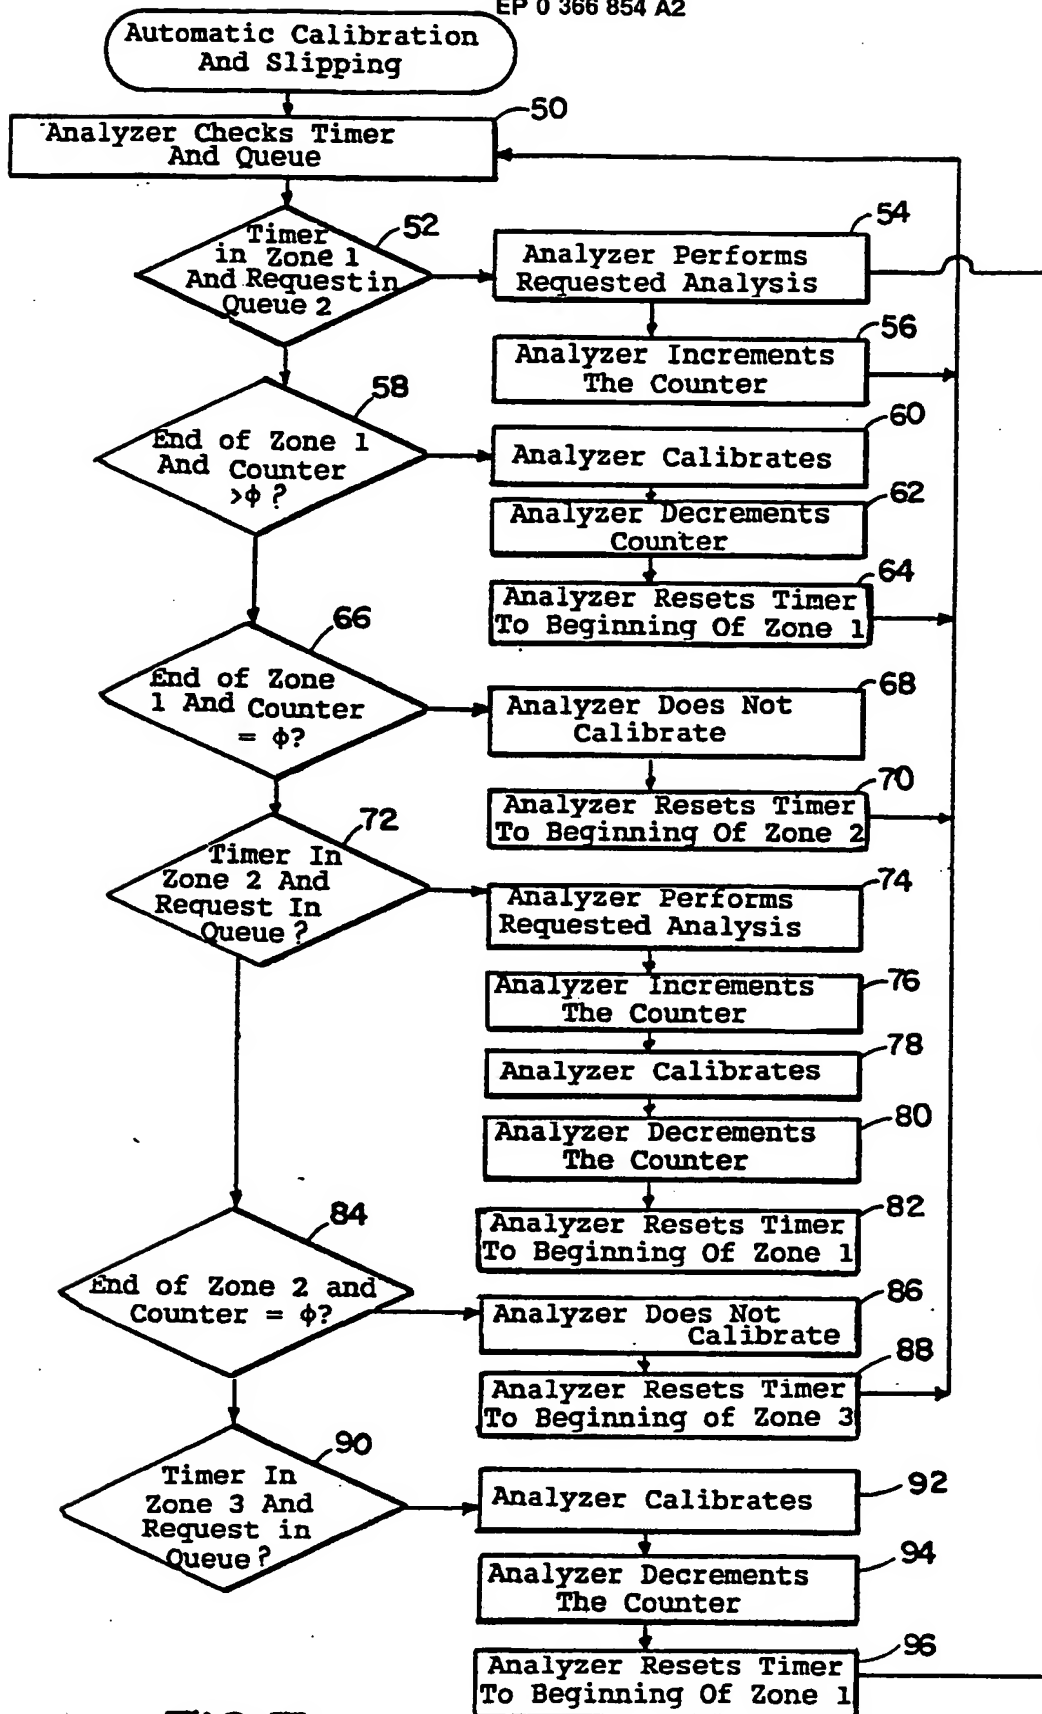 EP 0 366 854 A2
Automatic Calibration
And Slipping
50
Analyzer Checks Timer
And Queue
52
Timer
in Zone 1
And Request in
Queue 2
54
Analyzer Performs
Requested Analysis
56
Analyzer Increments
The Counter
58
End of Zone 1
And Counter
>ϕ ?
60
Analyzer Calibrates
62
Analyzer Decrements
Counter
64
Analyzer Resets Timer
To Beginning Of Zone 1
66
End of Zone
1 And Counter
= ϕ?
68
Analyzer Does Not
Calibrate
70
Analyzer Resets Timer
To Beginning Of Zone 2
72
Timer In
Zone 2 And
Request In
Queue ?
74
Analyzer Performs
Requested Analysis
76
Analyzer Increments
The Counter
78
Analyzer Calibrates
80
Analyzer Decrements
The Counter
82
Analyzer Resets Timer
To Beginning Of Zone 1
84
End of Zone 2 and
Counter = ϕ?
86
Analyzer Does Not
Calibrate
88
Analyzer Resets Timer
To Beginning of Zone 3
90
Timer In
Zone 3 And
Request in
Queue ?
92
Analyzer Calibrates
94
Analyzer Decrements
The Counter
96
Analyzer Resets Timer
To Beginning Of Zone 1